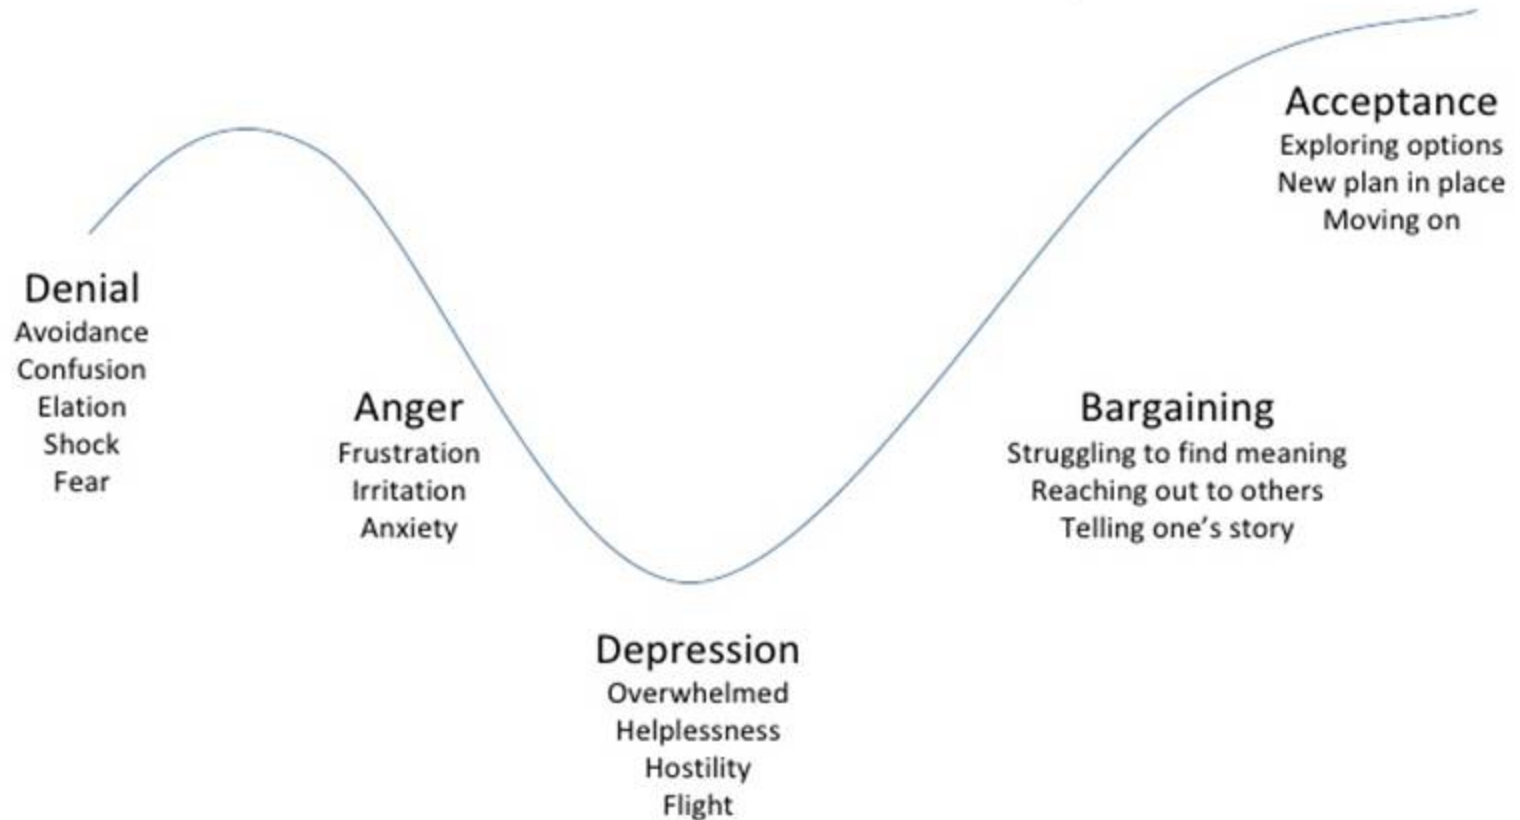 Denial
Avoidance
Confusion
Elation
Shock
Fear
Anger
Frustration
Irritation
Anxiety
Depression
Overwhelmed
Helplessness
Hostility
Flight
Bargaining
Struggling to find meaning
Reaching out to others
Telling one’s story
Acceptance
Exploring options
New plan in place
Moving on